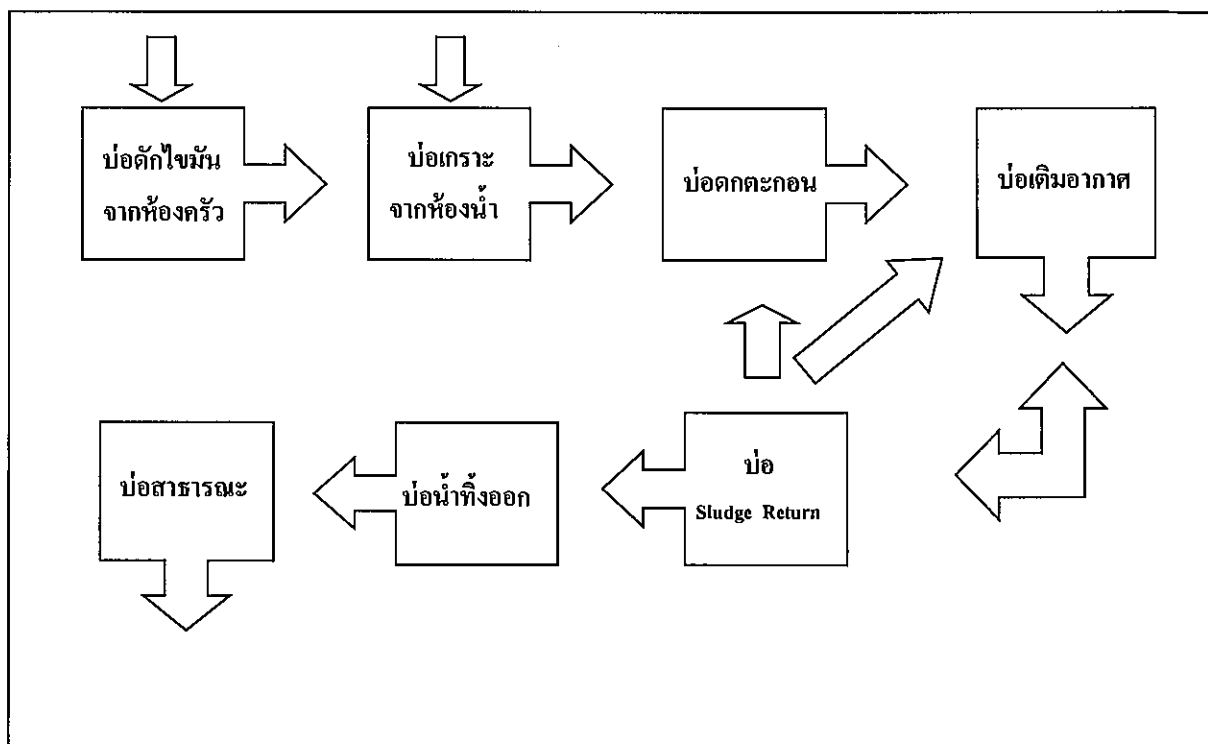 บ่อดักไขมัน
จากห้องครัว
บ่อเกราะ
จากห้องน้ำ
บ่อดกตะกอน
บ่อเติมอากาศ
บ่อสาธารณะ
บ่อน้ำทิ้งออก
บ่อ
Sludge Return